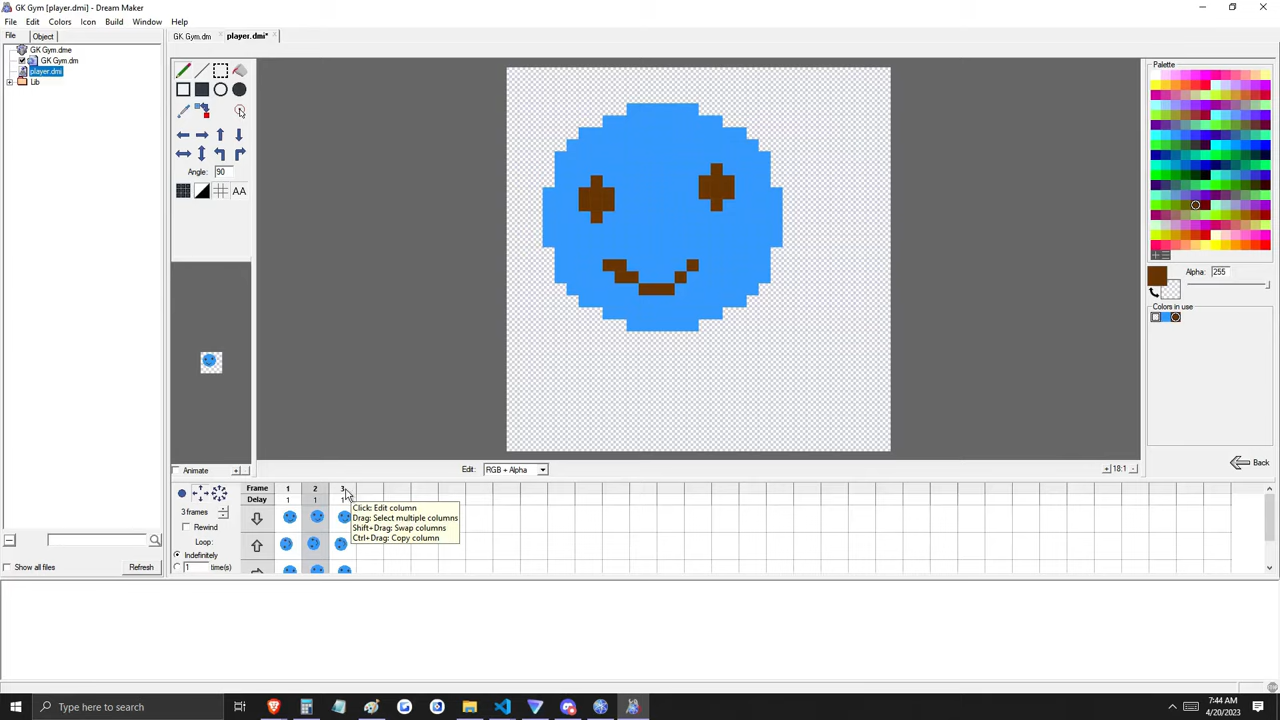 GK Gym [player.dmi] - Dream Maker
File Edit Colors Icon Build Window Help
File Object
GK Gym.dm player.dmi*
GK Gym.dme
GK Gym.dm
player.dmi
Lib
Angle: 90
AA
Palette
Alpha: 255
Colors in use
Back
Animate + -
Edit: RGB + Alpha
+ 18:1 -
Frame 1 2 3
Delay 1 1 1
3 frames
Rewind
Loop:
Indefinitely
1 time(s)
Click: Edit column
Drag: Select multiple columns
Shift+Drag: Swap columns
Ctrl+Drag: Copy column
Show all files
Refresh
Type here to search
7:44 AM
4/20/2023